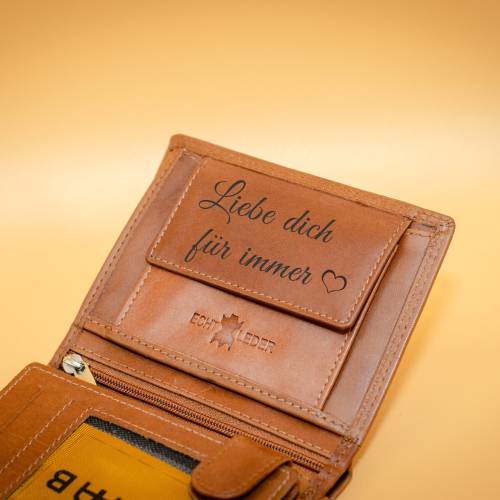 Liebe dich
für immer ♡
ECHT LEDER